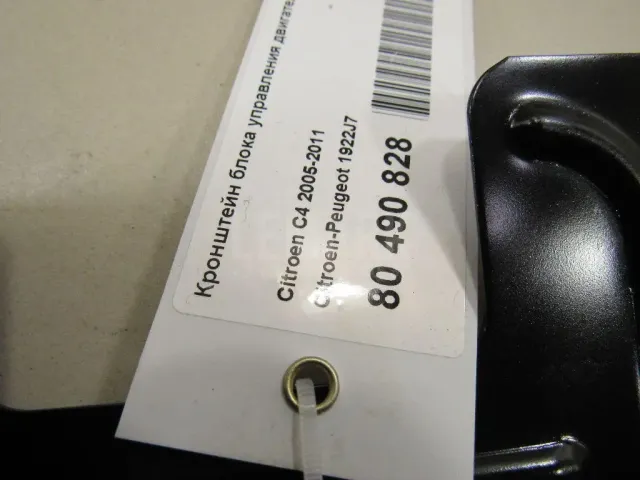 Кронштейн блока управления двигате
Citroen C4 2005-2011
Citroen-Peugeot 1922J7
80 490 828